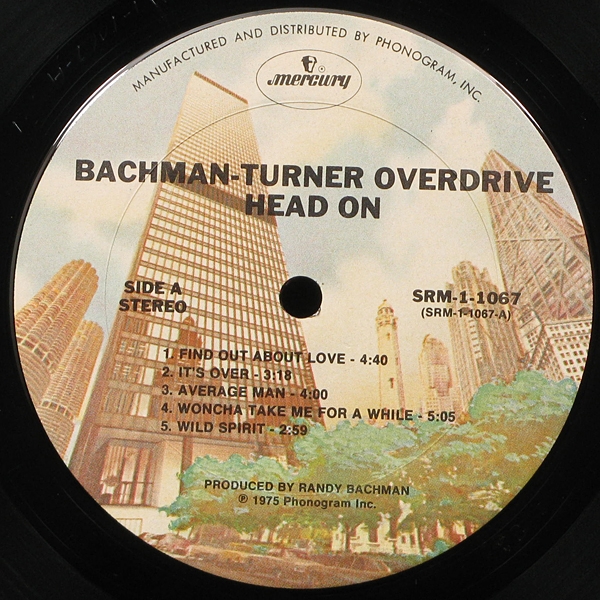 MANUFACTURED AND DISTRIBUTED BY PHONOGRAM, INC.
mercury
BACHMAN-TURNER OVERDRIVE
HEAD ON
SIDE A
STEREO
SRM-1-1067
(SRM-1-1067-A)
1. FIND OUT ABOUT LOVE - 4:40
2. IT'S OVER - 3:18
3. AVERAGE MAN - 4:00
4. WONCHA TAKE ME FOR A WHILE - 5:05
5. WILD SPIRIT - 2:59
PRODUCED BY RANDY BACHMAN
℗ 1975 Phonogram Inc.